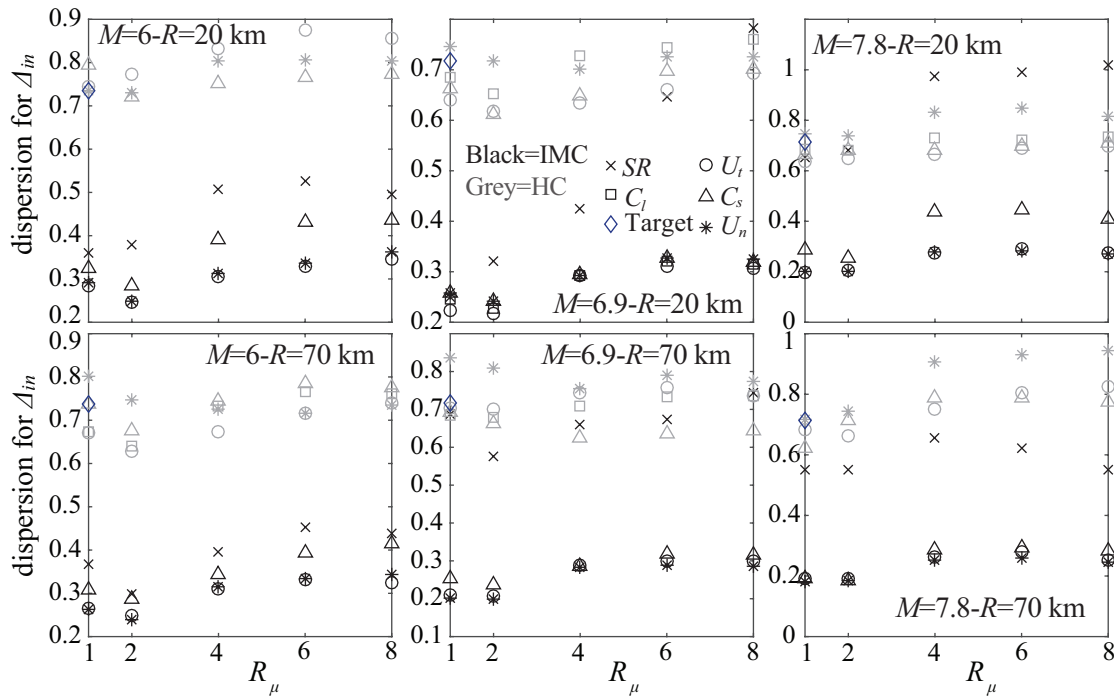 dispersion for Δin
0.9
0.8
0.7
0.6
0.5
0.4
0.3
0.2
M=6-R=20 km
0.7
0.6
0.5
0.4
0.3
0.2
Black=IMC
Grey=HC
SR
Ut
Cl
Cs
Target
Un
M=6.9-R=20 km
1
0.8
0.6
0.4
0.2
0
M=7.8-R=20 km
dispersion for Δin
0.9
0.8
0.7
0.6
0.5
0.4
0.3
0.2
M=6-R=70 km
1 2 4 6 8
Rμ
0.9
0.8
0.7
0.6
0.5
0.4
0.3
0.2
0.1
M=6.9-R=70 km
1 2 4 6 8
Rμ
1
0.8
0.6
0.4
0.2
0
M=7.8-R=70 km
1 2 4 6 8
Rμ